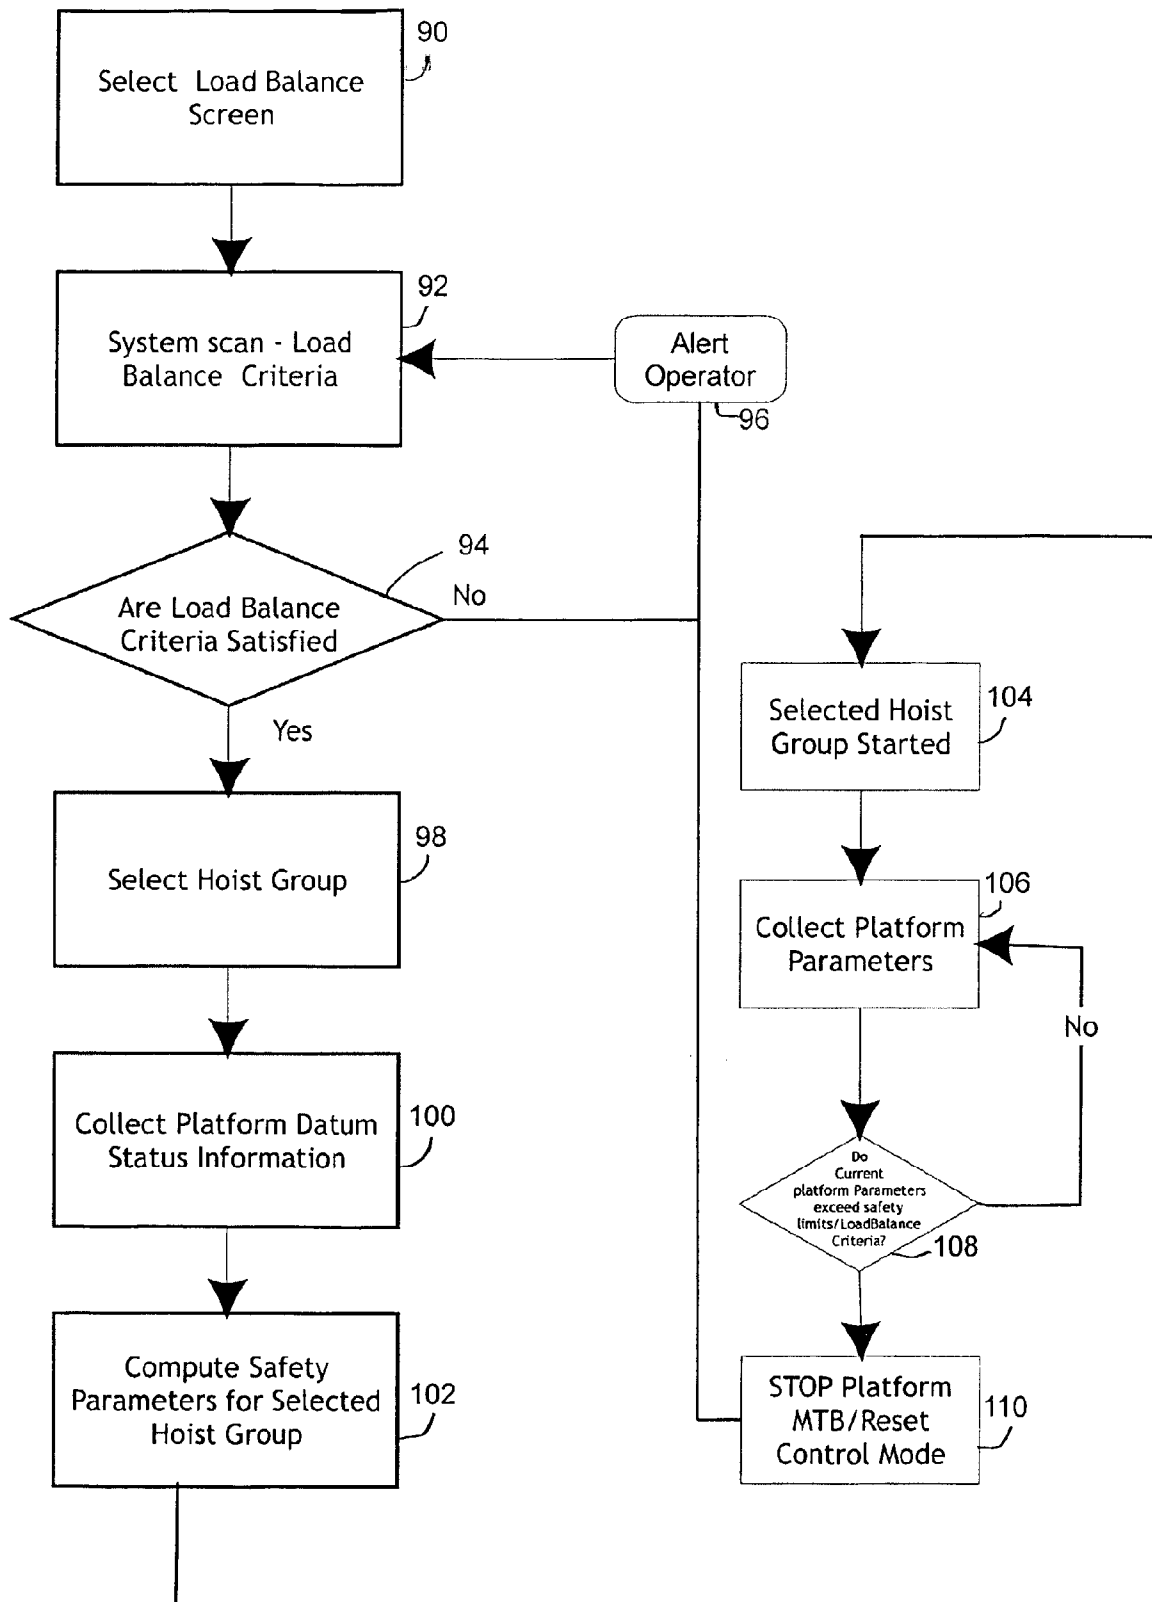 90
Select Load Balance
Screen
92
System scan - Load
Balance Criteria
Alert
Operator
96
94
Are Load Balance
Criteria Satisfied
No
Yes
98
Select Hoist Group
100
Collect Platform Datum
Status Information
Compute Safety
Parameters for Selected
Hoist Group
102
104
Selected Hoist
Group Started
106
Collect Platform
Parameters
No
Do
Current
platform Parameters
exceed safety
limits/LoadBalance
Criteria?
108
STOP Platform
MTB/Reset
Control Mode
110